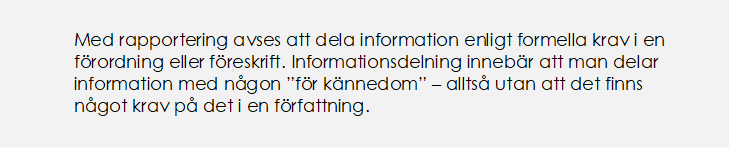 Med rapportering avses att dela information enligt formella krav i en
förordning eller föreskrift. Informationsdelning innebär att man delar
information med någon ”för kännedom” – alltså utan att det finns
något krav på det i en författning.